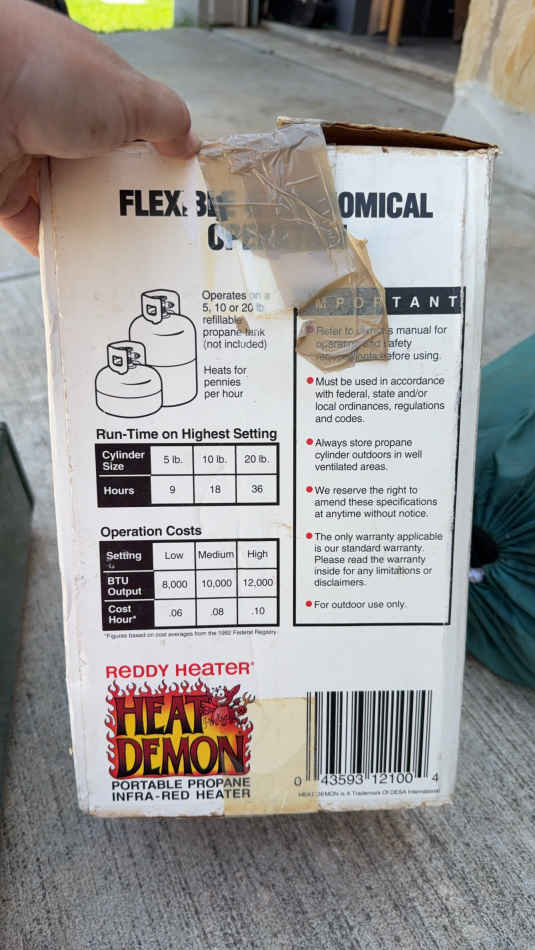 OMICAL
Operates on a
5, 10 or 20 lb
refillable
propane tank
(not included)
Heats for
pennies
per hour
Run-Time on Highest Setting
Cylinder Size 5 lb. 10 lb. 20 lb.
Hours 9 18 36
Operation Costs
Setting Low Medium High
BTU Output 8,000 10,000 12,000
Cost Hour* .06 .08 .10
*Figures based on cost averages from the 1992 Federal Registry
IMPORTANT
Refer to owner's manual for
operating and safety
before using.
Must be used in accordance
with federal, state and/or
local ordinances, regulations
and codes.
Always store propane
cylinder outdoors in well
ventilated areas.
We reserve the right to
amend these specifications
at anytime without notice.
The only warranty applicable
is our standard warranty.
Please read the warranty
inside for any limitations or
disclaimers.
For outdoor use only.
REDDY HEATER®
HEAT
DEMON
PORTABLE PROPANE
INFRA-RED HEATER
0 43593 12100 4
HEAT DEMON is A Trademark Of DESA International